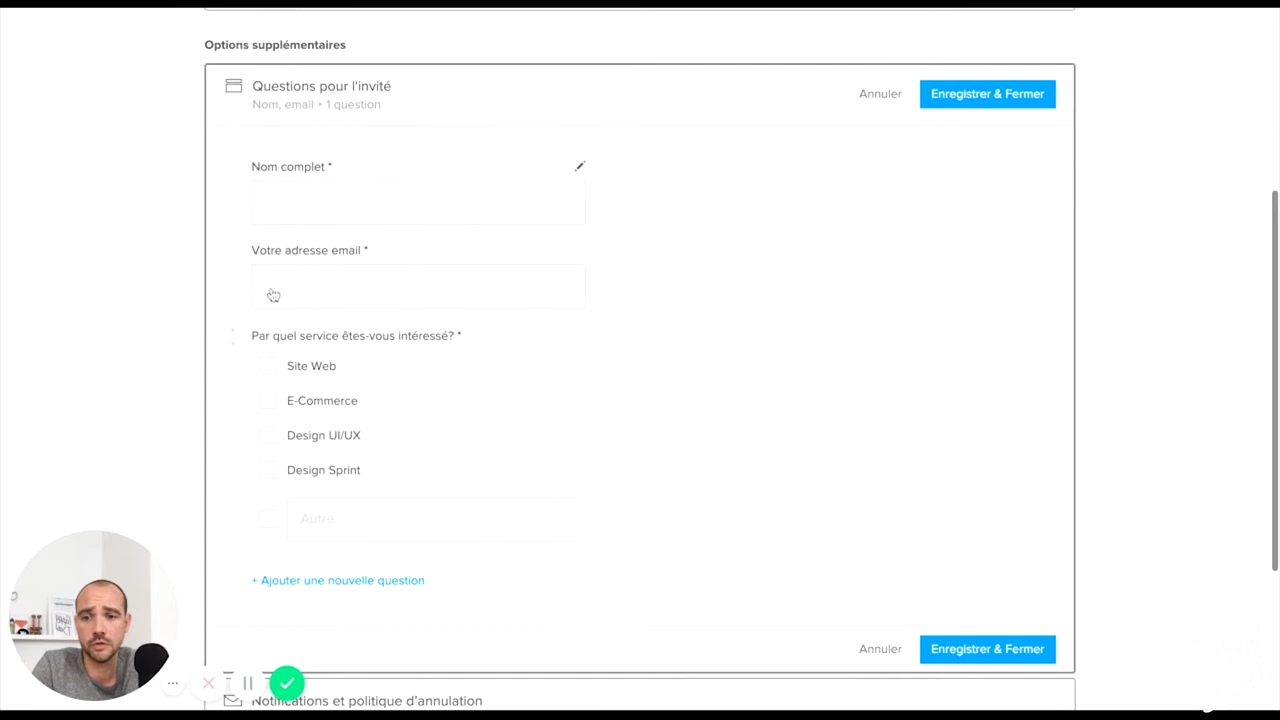 Options supplémentaires
Questions pour l'invité
Nom, email + 1 question
Annuler
Enregistrer & Fermer
Nom complet *
Votre adresse email *
Par quel service êtes-vous intéressé? *
Site Web
E-Commerce
Design UI/UX
Design Sprint
Autre
+ Ajouter une nouvelle question
Annuler
Enregistrer & Fermer
Notifications et politique d'annulation